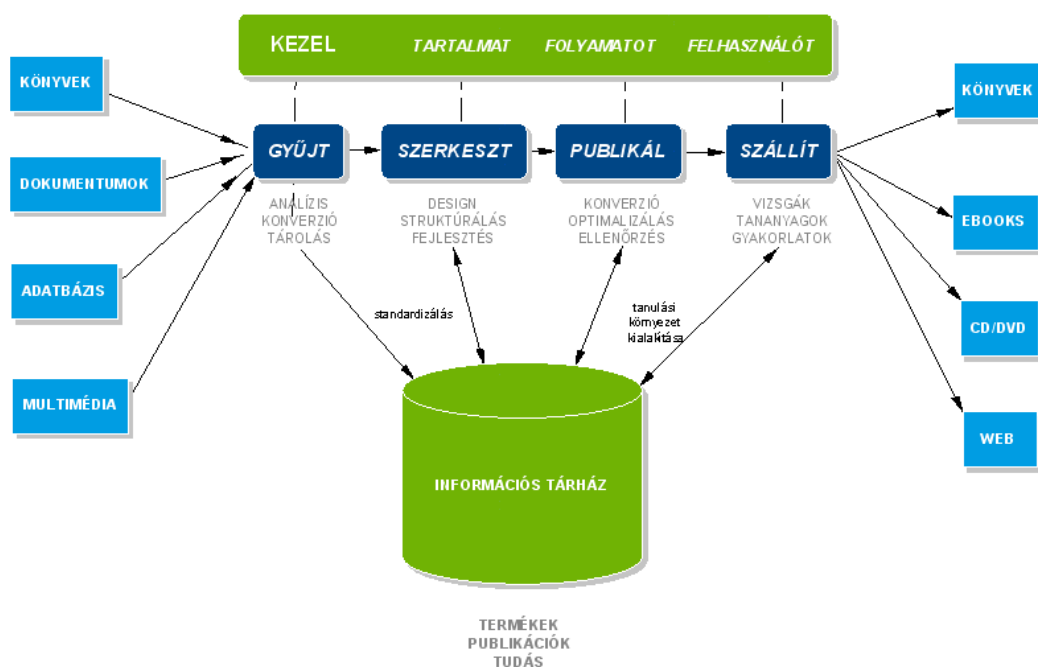 KEZEL TARTALMAT FOLYAMATOT FELHASZNÁLÓT
KÖNYVEK
DOKUMENTUMOK
ADATBÁZIS
MULTIMÉDIA
GYŰJT
SZERKESZT
PUBLIKÁL
SZÁLLÍT
ANALÍZIS
KONVERZIÓ
TÁROLÁS
DESIGN
STRUKTÚRÁLÁS
FEJLESZTÉS
KONVERZIÓ
OPTIMALIZÁLÁS
ELLENŐRZÉS
VIZSGÁK
TANANYAGOK
GYAKORLATOK
KÖNYVEK
EBOOKS
CD/DVD
WEB
standardizálás
tanulási
környezet
kialalítása
INFORMÁCIÓS TÁRHÁZ
TERMÉKEK
PUBLIKÁCIÓK
TUDÁS